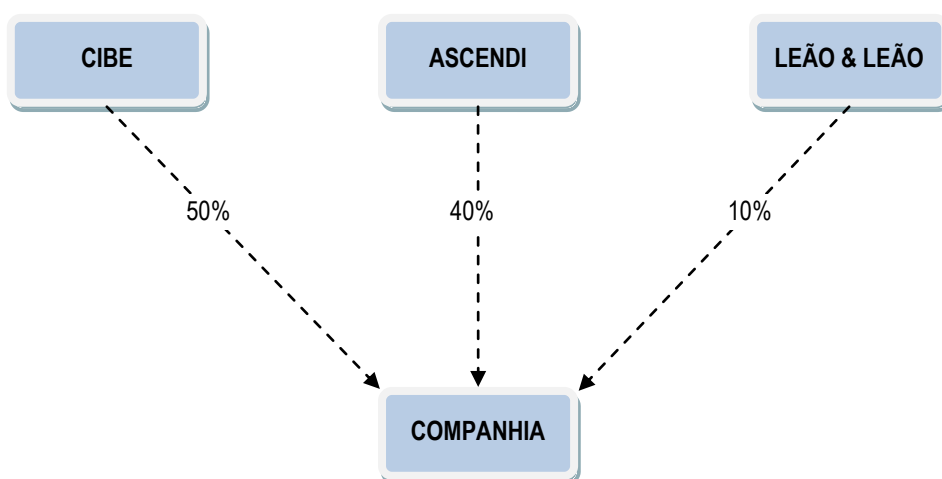 CIBE
ASCENDI
LEÃO & LEÃO
50%
40%
10%
COMPANHIA